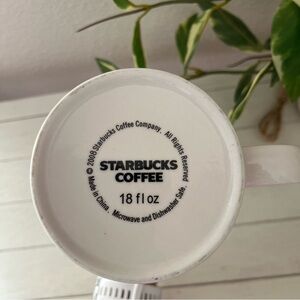 © 2008 Starbucks Coffee Company. All Rights Reserved.
STARBUCKS
COFFEE
18 fl oz
Made in China. Microwave and Dishwasher Safe.